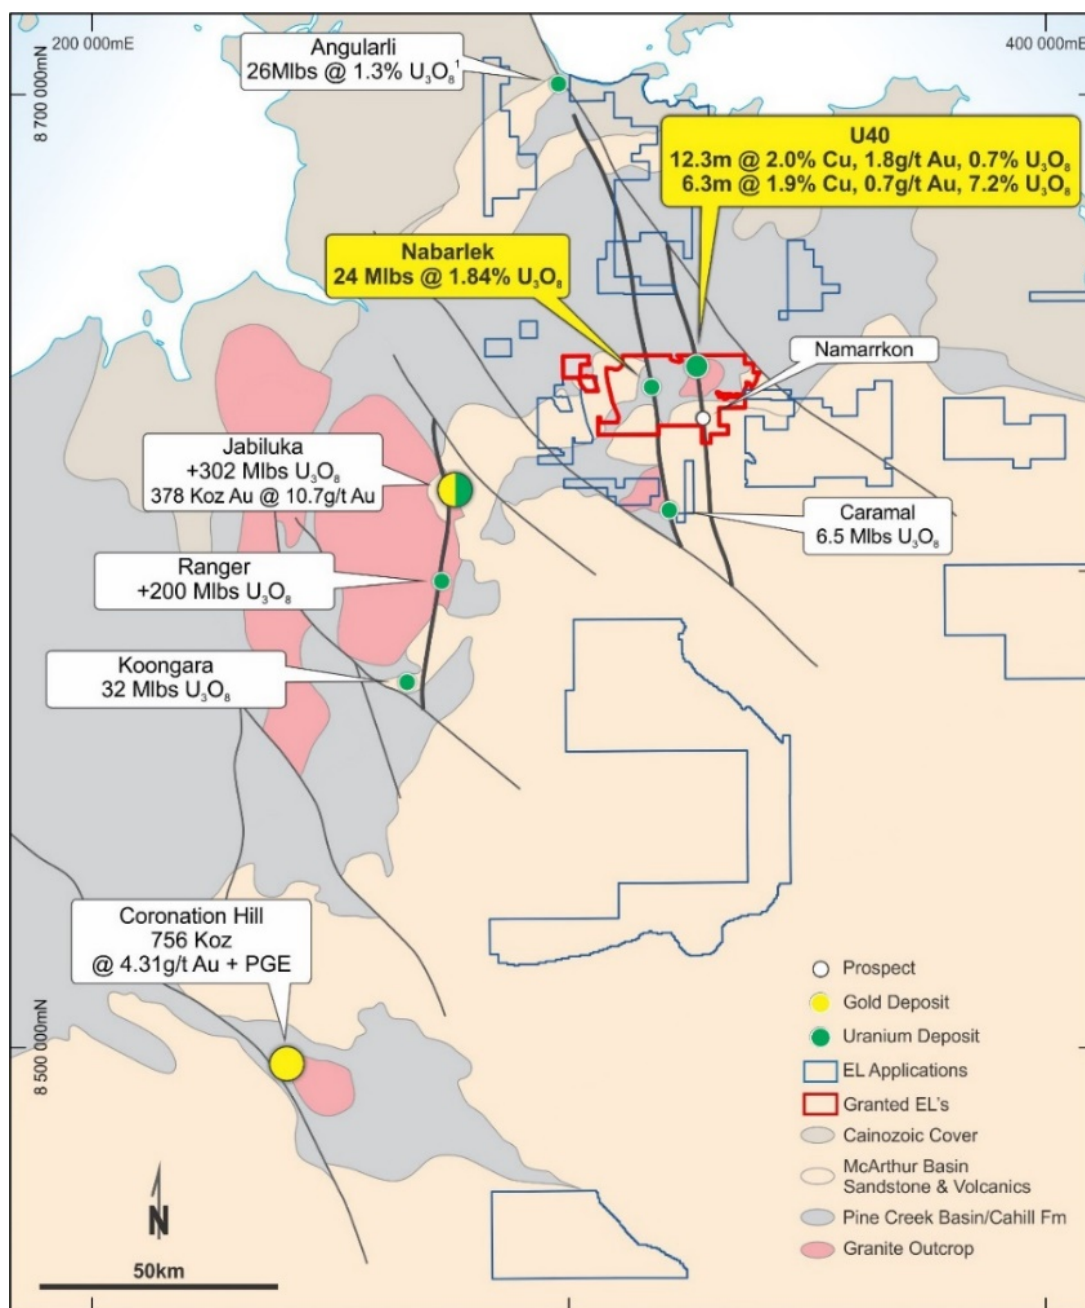 200 000mE
400 000mE
8 700 000mN
Angularli
26Mlbs @ 1.3% U₃O₈¹
U40
12.3m @ 2.0% Cu, 1.8g/t Au, 0.7% U₃O₈
6.3m @ 1.9% Cu, 0.7g/t Au, 7.2% U₃O₈
Nabarlek
24 Mlbs @ 1.84% U₃O₈
Namarrkon
Jabiluka
+302 Mlbs U₃O₈
378 Koz Au @ 10.7g/t Au
Caramal
6.5 Mlbs U₃O₈
Ranger
+200 Mlbs U₃O₈
Koongara
32 Mlbs U₃O₈
Coronation Hill
756 Koz
@ 4.31g/t Au + PGE
8 500 000mN
Prospect
Gold Deposit
Uranium Deposit
EL Applications
Granted EL's
Cainozoic Cover
McArthur Basin
Sandstone & Volcanics
Pine Creek Basin/Cahill Fm
Granite Outcrop
N
50km